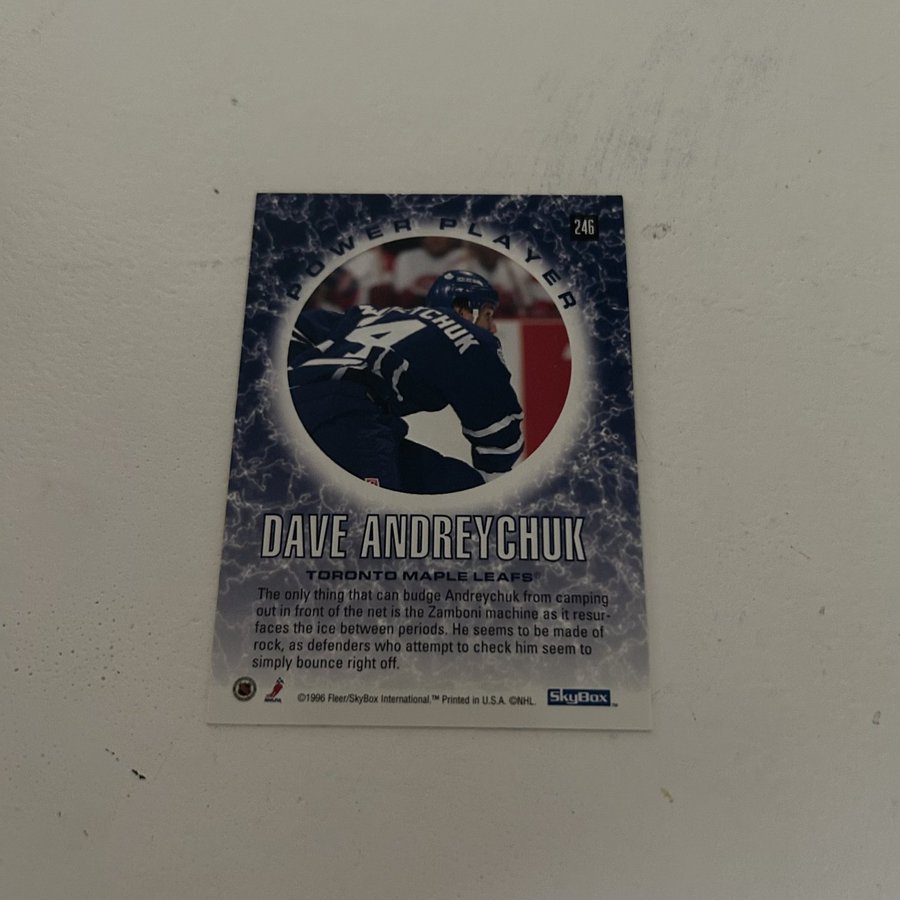 246
POWER PLAYER
DAVE ANDREYCHUK
TORONTO MAPLE LEAFS®
The only thing that can budge Andreychuk from camping
out in front of the net is the Zamboni machine as it resur-
faces the ice between periods. He seems to be made of
rock, as defenders who attempt to check him seem to
simply bounce right off.
©1996 Fleer/SkyBox International.™ Printed in U.S.A. ©NHL.
SkyBox™